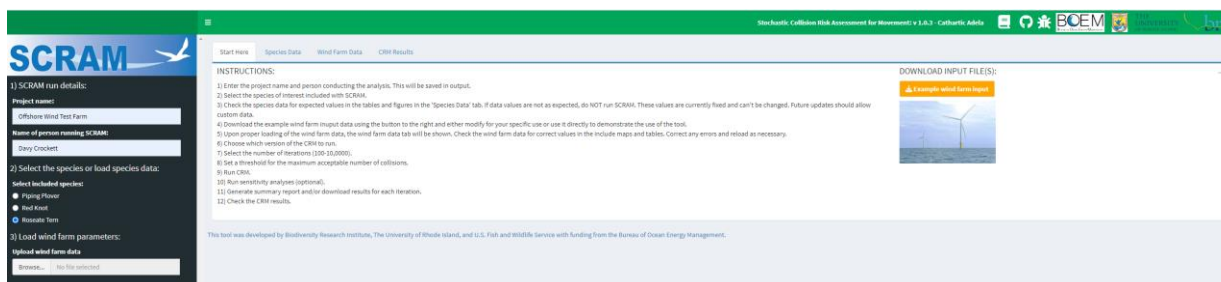 Stochastic Collision Risk Assessment for Movement: v 1.0.3 - Cathartic Adela
BOEM
THE
UNIVERSITY
SCRAM
1) SCRAM run details:
Project name:
Offshore Wind Test Farm
Name of person running SCRAM:
Davy Crockett
2) Select the species or load species data:
Select included species:
Piping Plover
Red Knot
Roseate Tern
3) Load wind farm parameters:
Upload wind farm data
Browse... No file selected
Start Here Species Data Wind Farm Data CRM Results
INSTRUCTIONS:
1) Enter the project name and person conducting the analysis. This will be saved in output.
2) Select the species of interest included with SCRAM.
3) Check the species data for expected values in the tables and figures in the 'Species Data' tab. If data values are not as expected, do NOT run SCRAM. These values are currently fixed and can't be changed. Future updates should allow
custom data.
4) Download the example wind farm inuput data using the button to the right and either modify for your specific use or use it directly to demonstrate the use of the tool.
5) Upon proper loading of the wind farm data, the wind farm data tab will be shown. Check the wind farm data for correct values in the include maps and tables. Correct any errors and reload as necessary.
6) Choose which version of the CRM to run.
7) Select the number of iterations (100-10,0000).
8) Set a threshold for the maximum acceptable number of collisions.
9) Run CRM.
10) Run sensitivity analyses (optional).
11) Generate summary report and/or download results for each iteration.
12) Check the CRM results.
DOWNLOAD INPUT FILE(S):
Example wind farm input
This tool was developed by Biodiversity Research Institute, The University of Rhode Island, and U.S. Fish and Wildlife Service with funding from the Bureau of Ocean Energy Management.